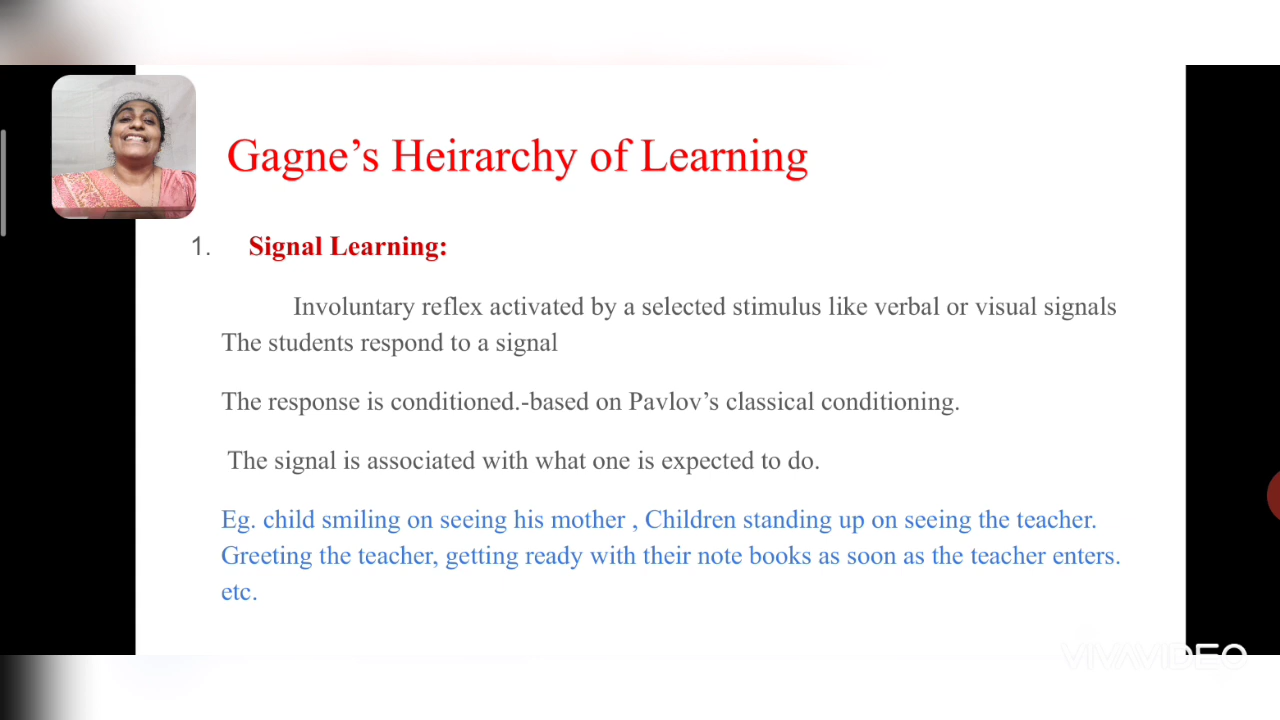 Gagne’s Heirarchy of Learning
1. Signal Learning:
Involuntary reflex activated by a selected stimulus like verbal or visual signals
The students respond to a signal
The response is conditioned.-based on Pavlov’s classical conditioning.
The signal is associated with what one is expected to do.
Eg. child smiling on seeing his mother , Children standing up on seeing the teacher.
Greeting the teacher, getting ready with their note books as soon as the teacher enters.
etc.
VIVAVIDEO